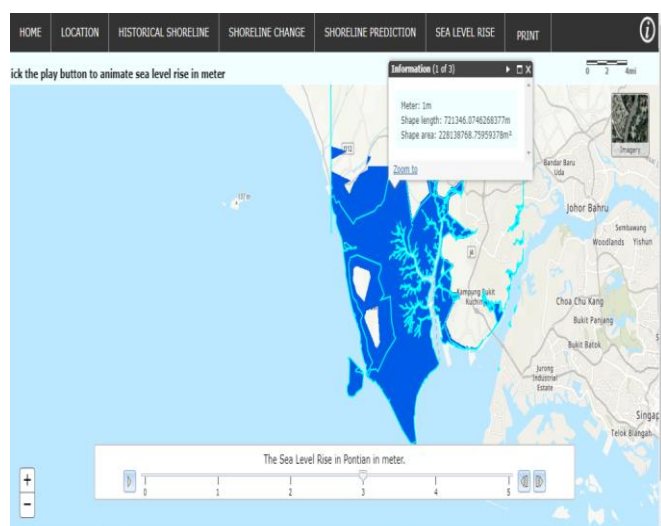 HOME LOCATION HISTORICAL SHORELINE SHORELINE CHANGE SHORELINE PREDICTION SEA LEVEL RISE PRINT
ick the play button to animate sea level rise in meter
0 2 4mi
Information (1 of 3)
Meter: 1m
Shape length: 721346.0746268377m
Shape area: 228138768.75959378m²
Zoom to
Imagery
Bandar Baru
Uda
137 m
Johor Bahru
Sembawang
Woodlands Yishun
Kampung Bukit
Choa Chu Kang
Bukit Panjang
Bukit Batok
Jurong
Industrial
Estate
Singap
Telok Blangah
The Sea Level Rise in Pontian in meter.
0 1 2 3 4 5
+
−